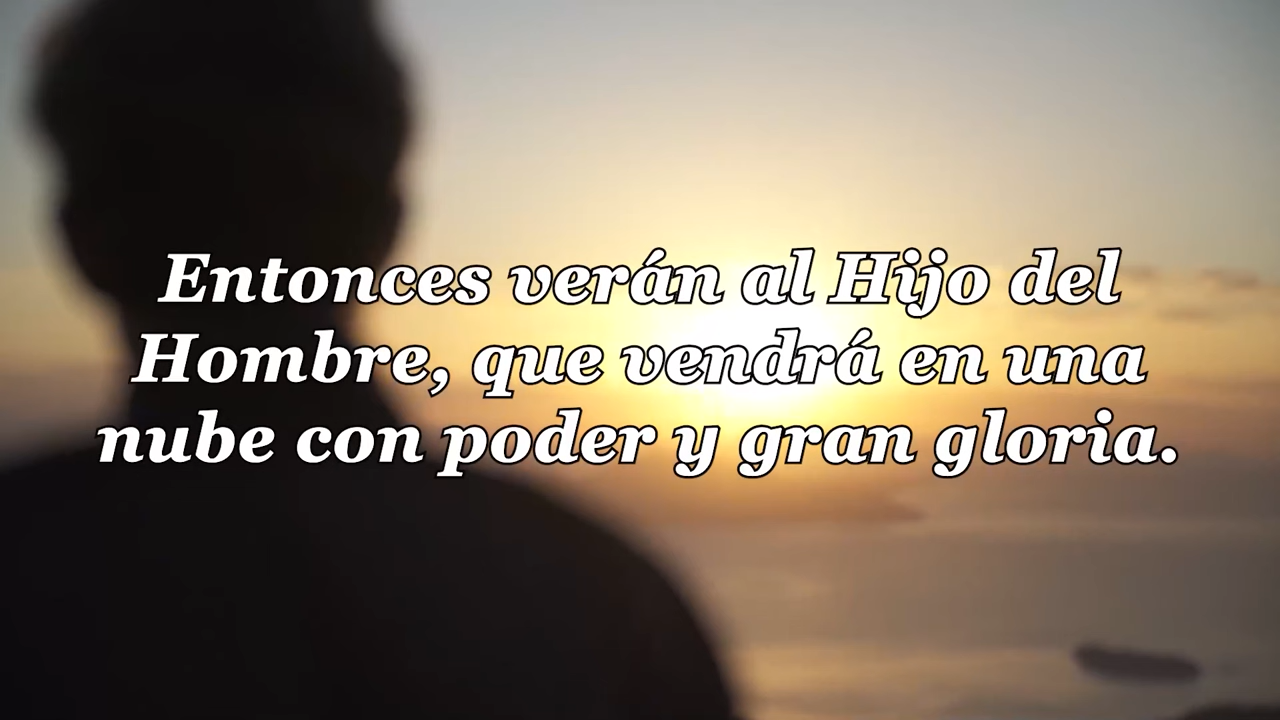 Entonces verán al Hijo del
Hombre, que vendrá en una
nube con poder y gran gloria.